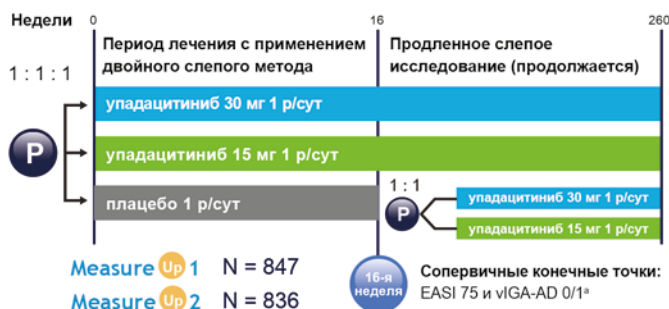 Недели 0 16 260
Период лечения с применением
двойного слепого метода
Продленное слепое
исследование (продолжается)
1 : 1 : 1
упадацитиниб 30 мг 1 р/сут
Р
упадацитиниб 15 мг 1 р/сут
плацебо 1 р/сут
1 : 1
Р
упадацитиниб 30 мг 1 р/сут
упадацитиниб 15 мг 1 р/сут
Measure Up 1 N = 847
Measure Up 2 N = 836
16-я
неделя
Сопервичные конечные точки:
EASI 75 и vIGA-AD 0/1ª